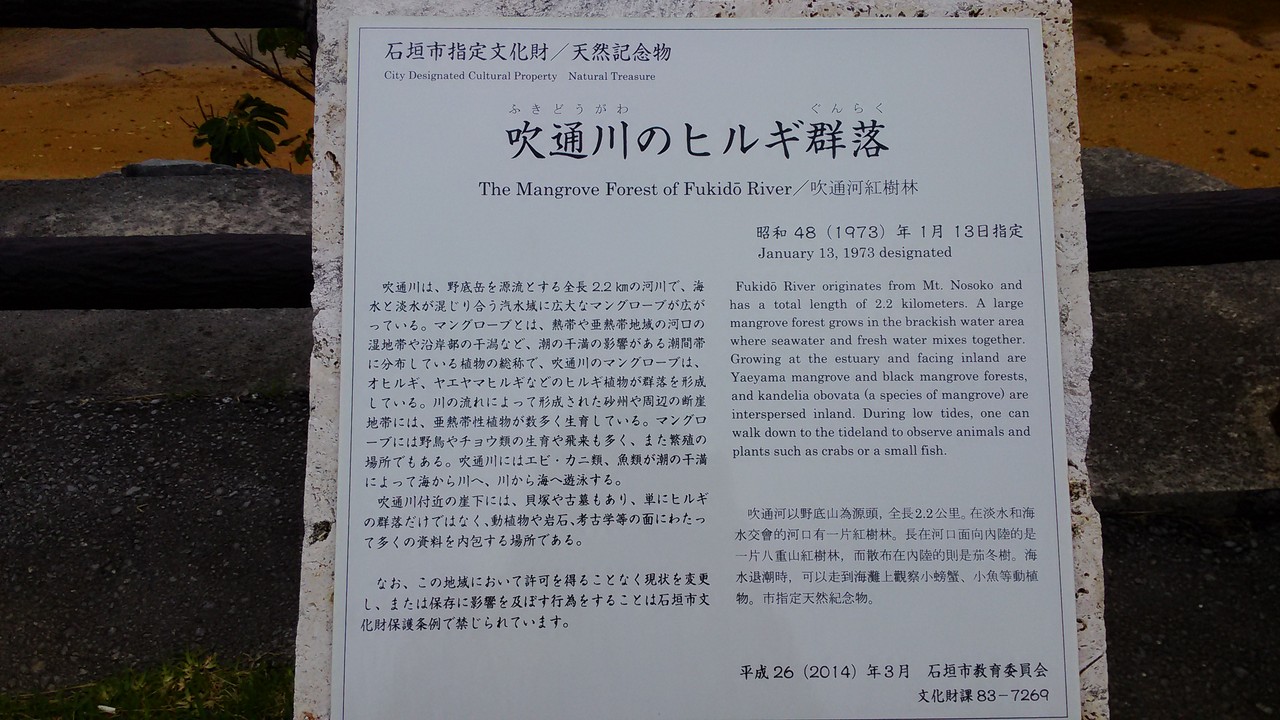 石垣市指定文化財／天然記念物
City Designated Cultural Property Natural Treasure
ふきどうがわ ぐんらく
吹通川のヒルギ群落
The Mangrove Forest of Fukidō River／吹通河紅樹林
昭和 48（1973）年 1月 13日指定
January 13, 1973 designated
吹通川は、野底岳を源流とする全長 2.2 kmの河川で、海
水と淡水が混じり合う汽水域に広大なマングローブが広が
っている。マングローブとは、熱帯や亜熱帯地域の河口の
湿地帯や沿岸部の干潟など、潮の干満の影響がある潮間帯
に分布している植物の総称で、吹通川のマングローブは、
オヒルギ、ヤエヤマヒルギなどのヒルギ植物が群落を形成
している。川の流れによって形成された砂州や周辺の断崖
地帯には、亜熱帯性植物が数多く生育している。マングロ
ーブには野鳥やチョウ類の生育や飛来も多く、また繁殖の
場所でもある。吹通川にはエビ・カニ類、魚類が潮の干満
によって海から川へ、川から海へ遊泳する。
吹通川付近の崖下には、貝塚や古墓もあり、単にヒルギ
の群落だけではなく、動植物や岩石、考古学等の面にわたっ
て多くの資料を内包する場所である。
なお、この地域において許可を得ることなく現状を変更
し、または保存に影響を及ぼす行為をすることは石垣市文
化財保護条例で禁じられています。
Fukidō River originates from Mt. Nosoko and
has a total length of 2.2 kilometers. A large
mangrove forest grows in the brackish water area
where seawater and fresh water mixes together.
Growing at the estuary and facing inland are
Yaeyama mangrove and black mangrove forests,
and kandelia obovata (a species of mangrove) are
interspersed inland. During low tides, one can
walk down to the tideland to observe animals and
plants such as crabs or a small fish.
吹通河以野底山為源頭，全長2.2公里。在淡水和海
水交會的河口有一片紅樹林。長在河口面向內陸的是
一片八重山紅樹林，而散布在內陸的則是茄冬樹。海
水退潮時，可以走到海灘上觀察小螃蟹、小魚等動植
物。市指定天然紀念物。
平成 26（2014）年 3月 石垣市教育委員会
文化財課 83－7269